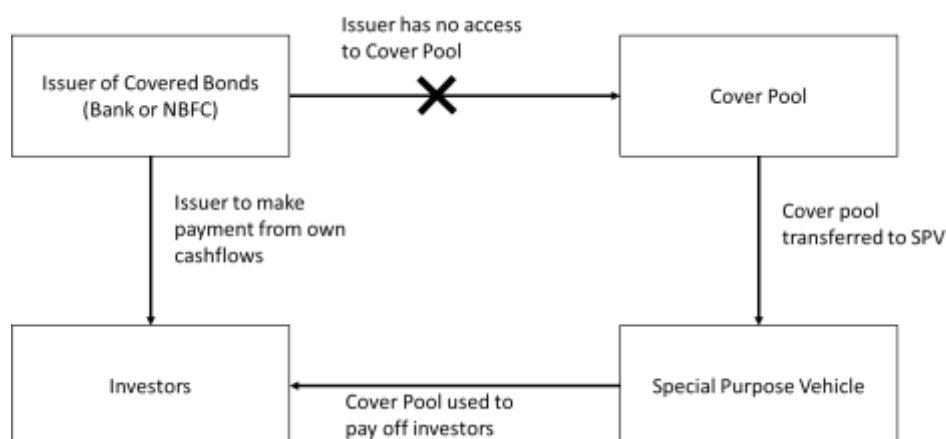 Issuer has no access
to Cover Pool
Issuer of Covered Bonds
(Bank or NBFC)
Cover Pool
Issuer to make
payment from own
cashflows
Cover pool
transferred to SPV
Investors
Special Purpose Vehicle
Cover Pool used to
pay off investors